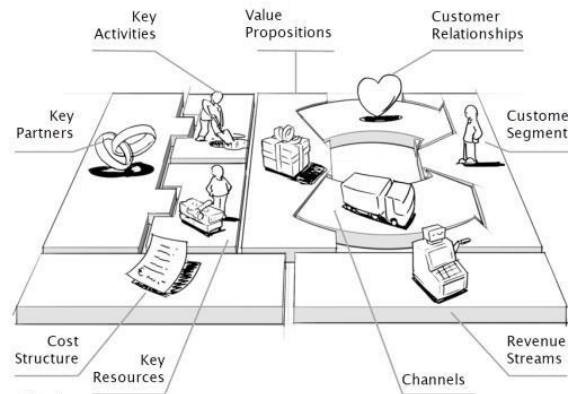 Key
Activities
Value
Propositions
Customer
Relationships
Key
Partners
Custome
Segment
Cost
Structure
Key
Resources
Channels
Revenue
Streams